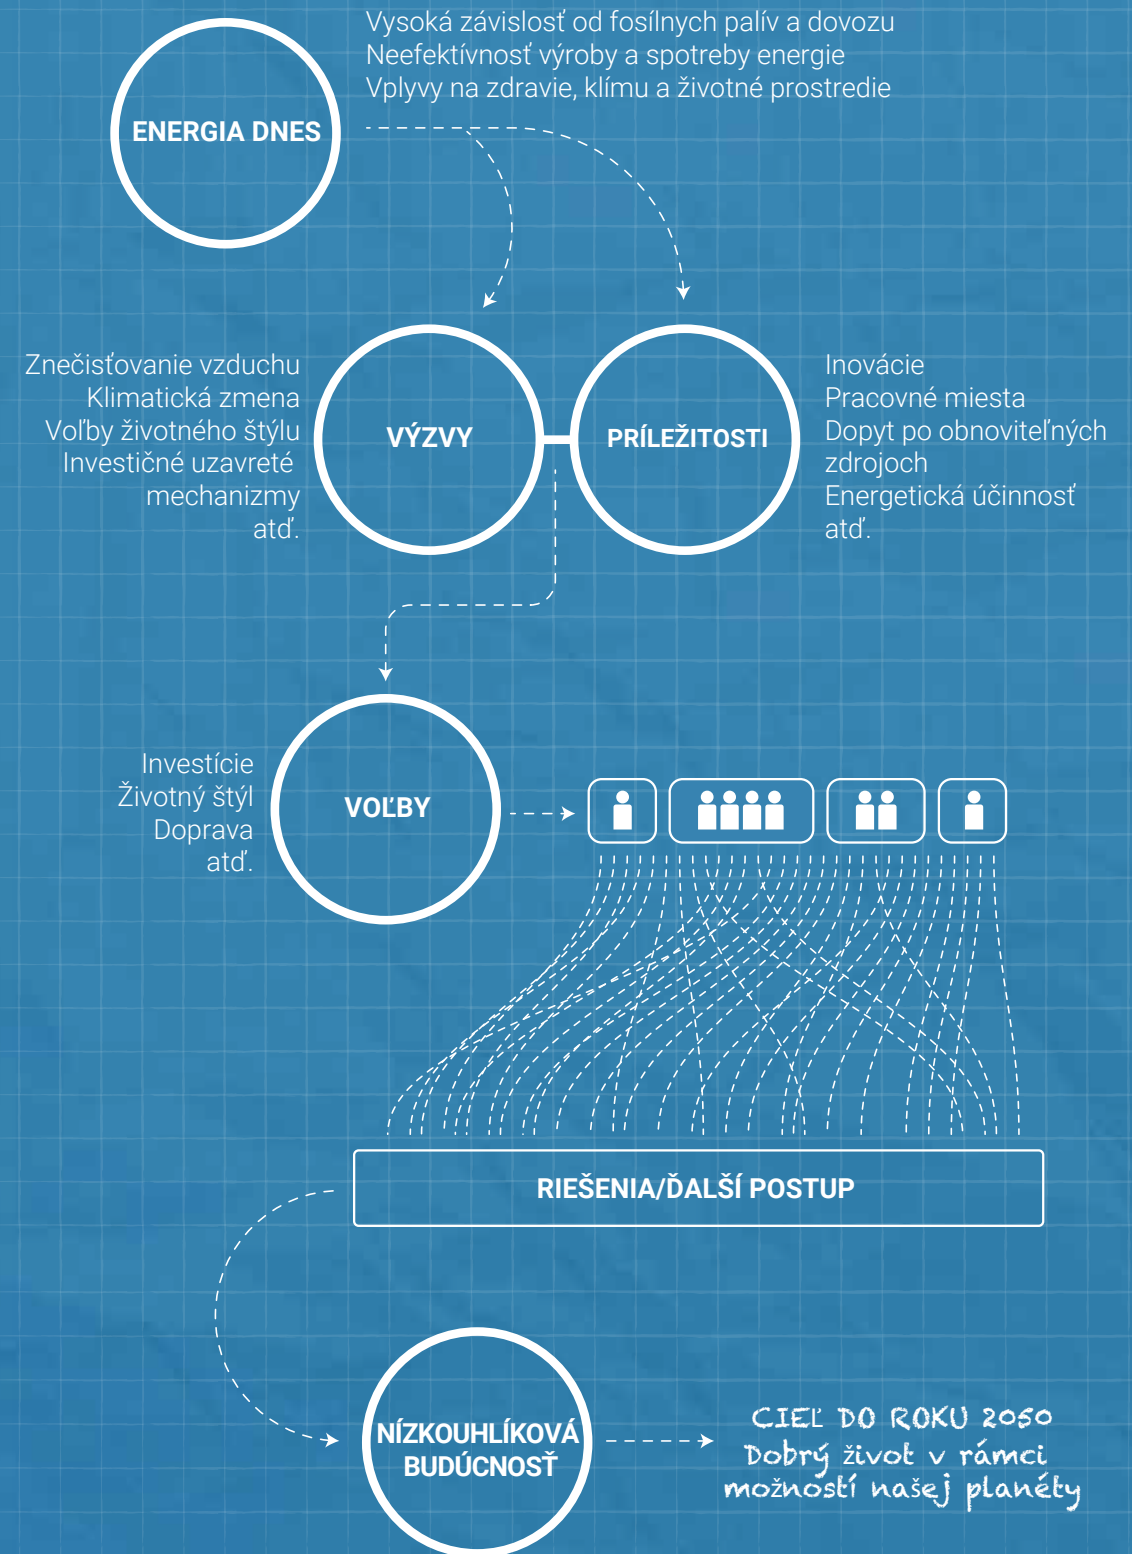 Vysoká závislosť od fosílnych palív a dovozu
Neefektívnosť výroby a spotreby energie
Vplyvy na zdravie, klímu a životné prostredie
ENERGIA DNES
Znečisťovanie vzduchu
Klimatická zmena
Voľby životného štýlu
Investičné uzavreté
mechanizmy
atď.
VÝZVY
PRÍLEŽITOSTI
Inovácie
Pracovné miesta
Dopyt po obnoviteľných
zdrojoch
Energetická účinnosť
atď.
Investície
Životný štýl
Doprava
atď.
VOĽBY
RIEŠENIA/ĎALŠÍ POSTUP
NÍZKOUHLÍKOVÁ
BUDÚCNOSŤ
CIEĽ DO ROKU 2050
Dobrý život v rámci
možností našej planéty